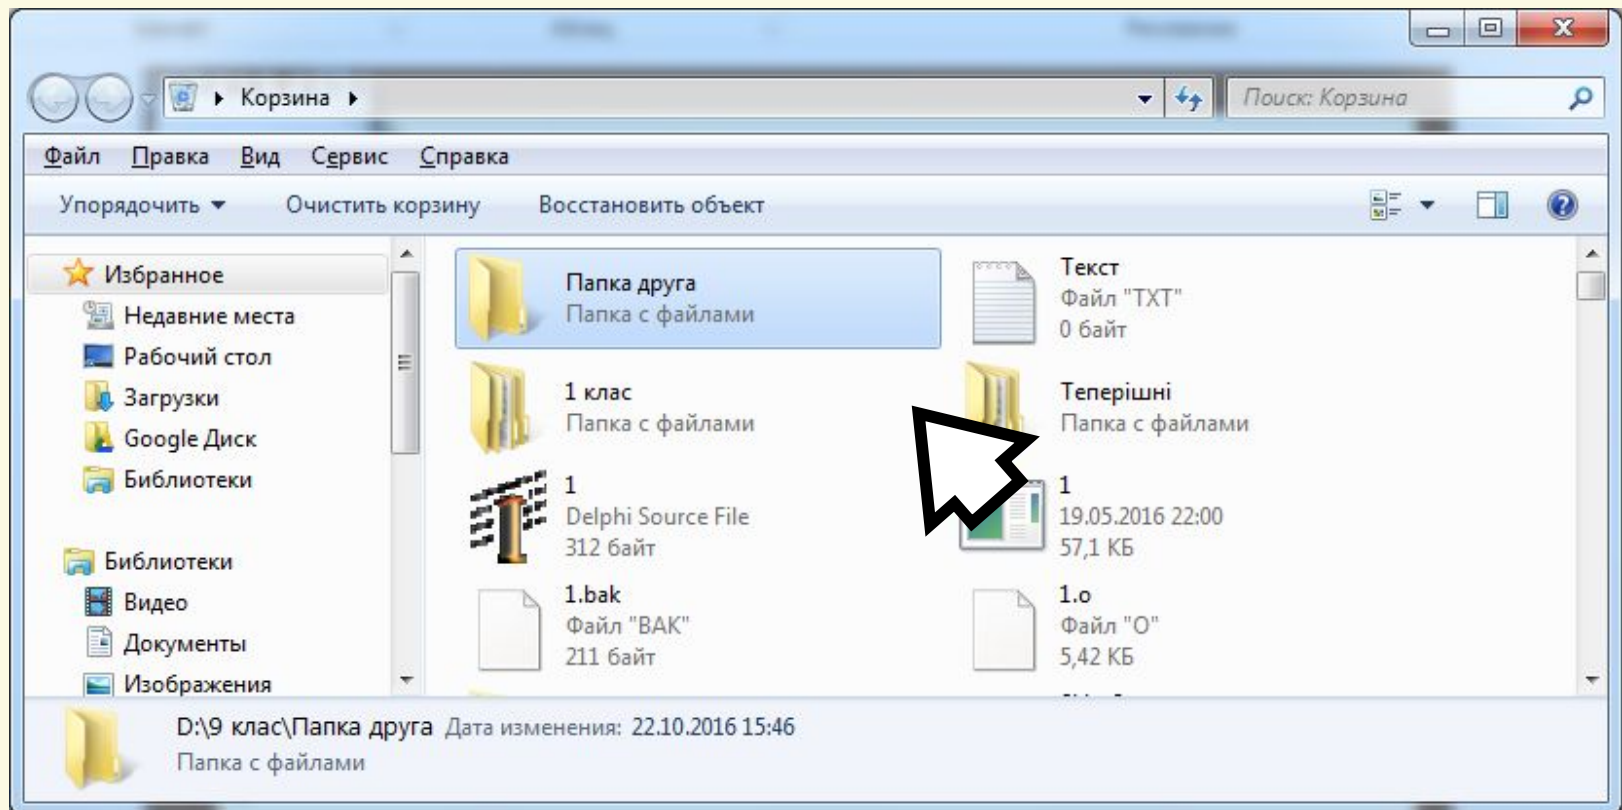 Корзина
Поиск: Корзина
Файл Правка Вид Сервис Справка
Упорядочить Очистить корзину Восстановить объект
Избранное
Недавние места
Рабочий стол
Загрузки
Google Диск
Библиотеки
Библиотеки
Видео
Документы
Изображения
Папка друга
Папка с файлами
Текст
Файл "TXT"
0 байт
1 клас
Папка с файлами
Теперішні
Папка с файлами
1
Delphi Source File
312 байт
1
19.05.2016 22:00
57,1 КБ
1.bak
Файл "BAK"
211 байт
1.o
Файл "O"
5,42 КБ
D:\9 клас\Папка друга Дата изменения: 22.10.2016 15:46
Папка с файлами